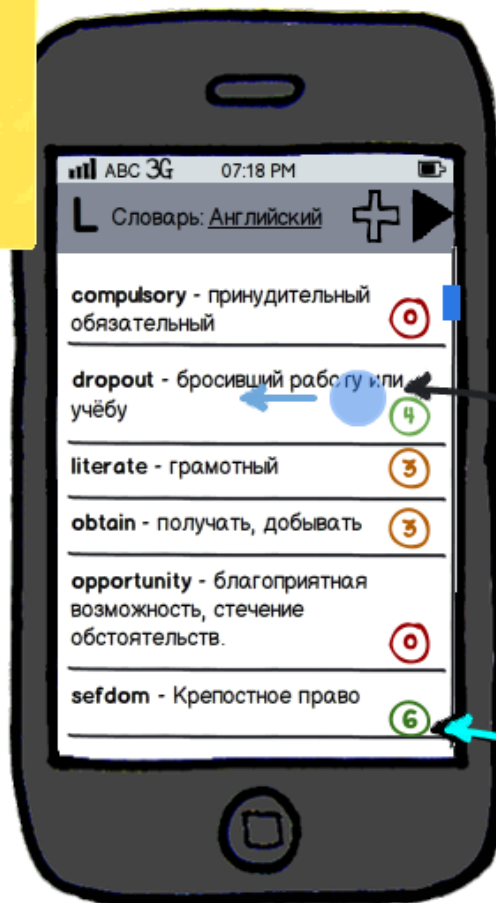 ABC 3G 07:18 PM
L Словарь: Английский
compulsory - принудительный
обязательный
0
dropout - бросивший работу или
учёбу
4
literate - грамотный
3
obtain - получать, добывать
3
opportunity - благоприятная
возможность, стечение
обстоятельств.
0
sefdom - Крепостное право
6